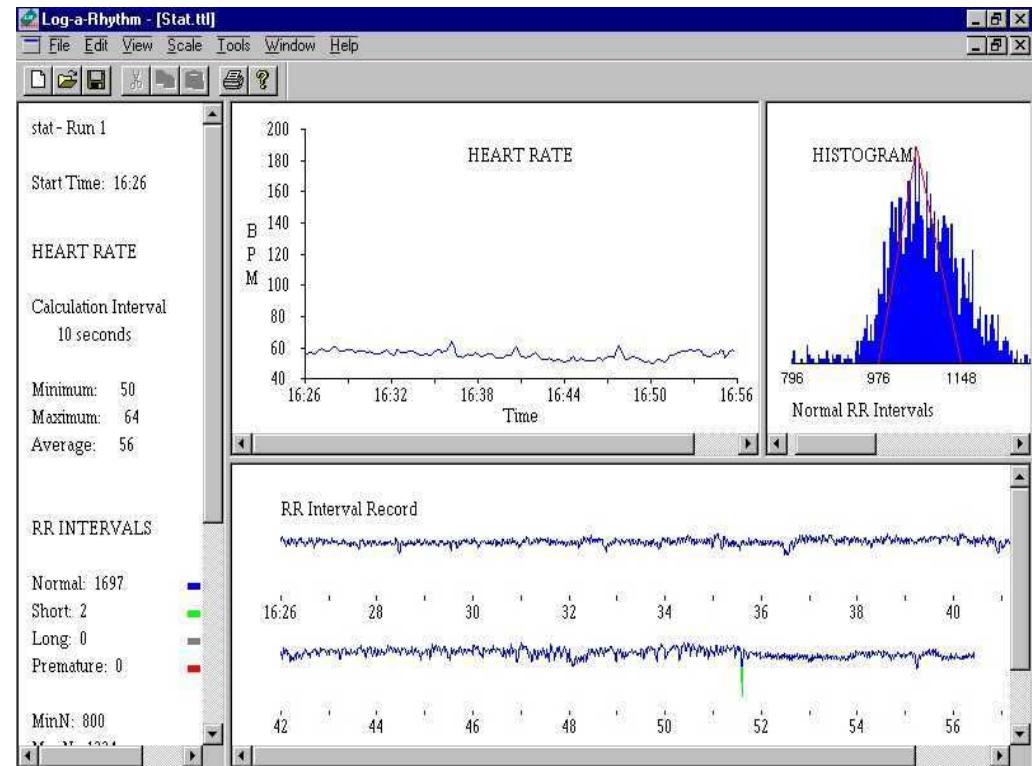 Log-a-Rhythm - [Stat.ttl]
File Edit View Scale Tools Window Help
stat - Run 1
Start Time: 16:26
HEART RATE
Calculation Interval
10 seconds
Minimum: 50
Maximum: 64
Average: 56
RR INTERVALS
Normal: 1697
Short: 2
Long: 0
Premature: 0
MinN: 800
HEART RATE
200
180
160
140
120
100
80
60
40
B
P
M
16:26 16:32 16:38 16:44 16:50 16:56
Time
HISTOGRAM
796 976 1148
Normal RR Intervals
RR Interval Record
16:26 28 30 32 34 36 38 40
42 44 46 48 50 52 54 56